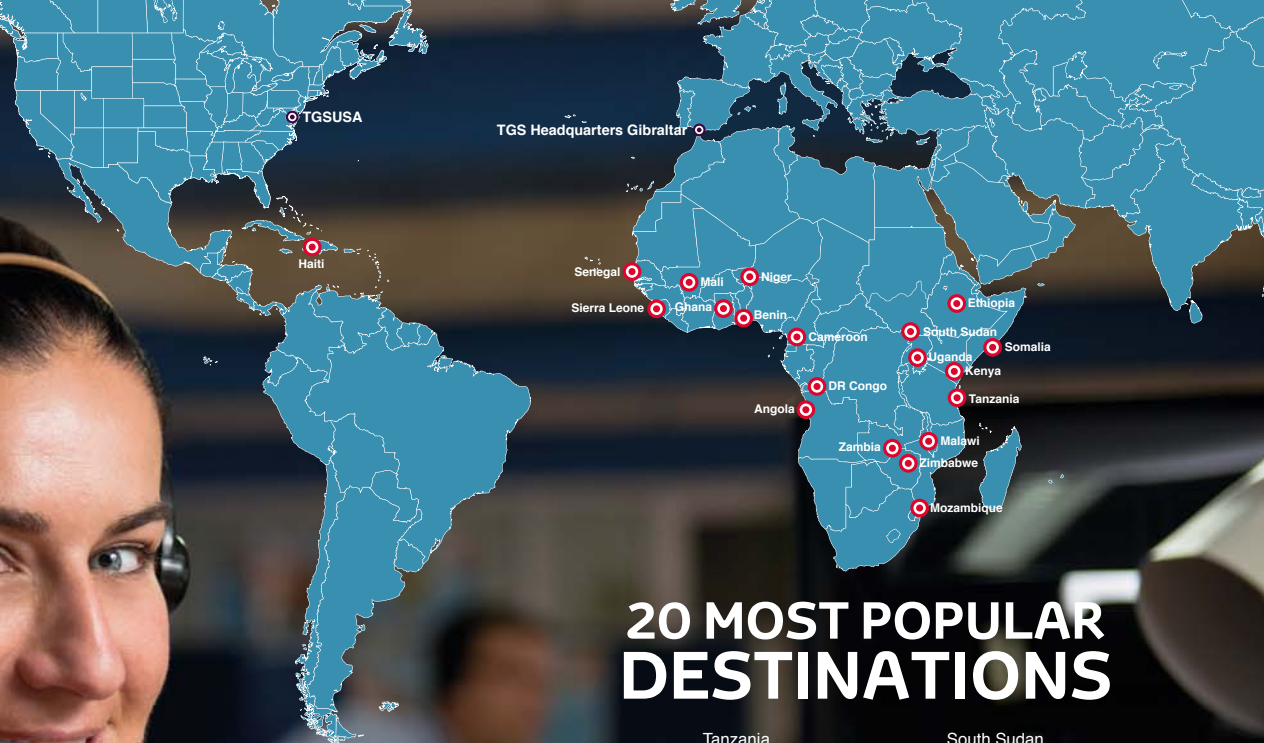 TGSUSA
TGS Headquarters Gibraltar
Haiti
Senegal
Mali
Niger
Sierra Leone
Ghana
Benin
Ethiopia
Cameroon
South Sudan
Somalia
Uganda
Kenya
DR Congo
Tanzania
Angola
Malawi
Zambia
Zimbabwe
Mozambique
20 MOST POPULAR
DESTINATIONS
Tanzania South Sudan